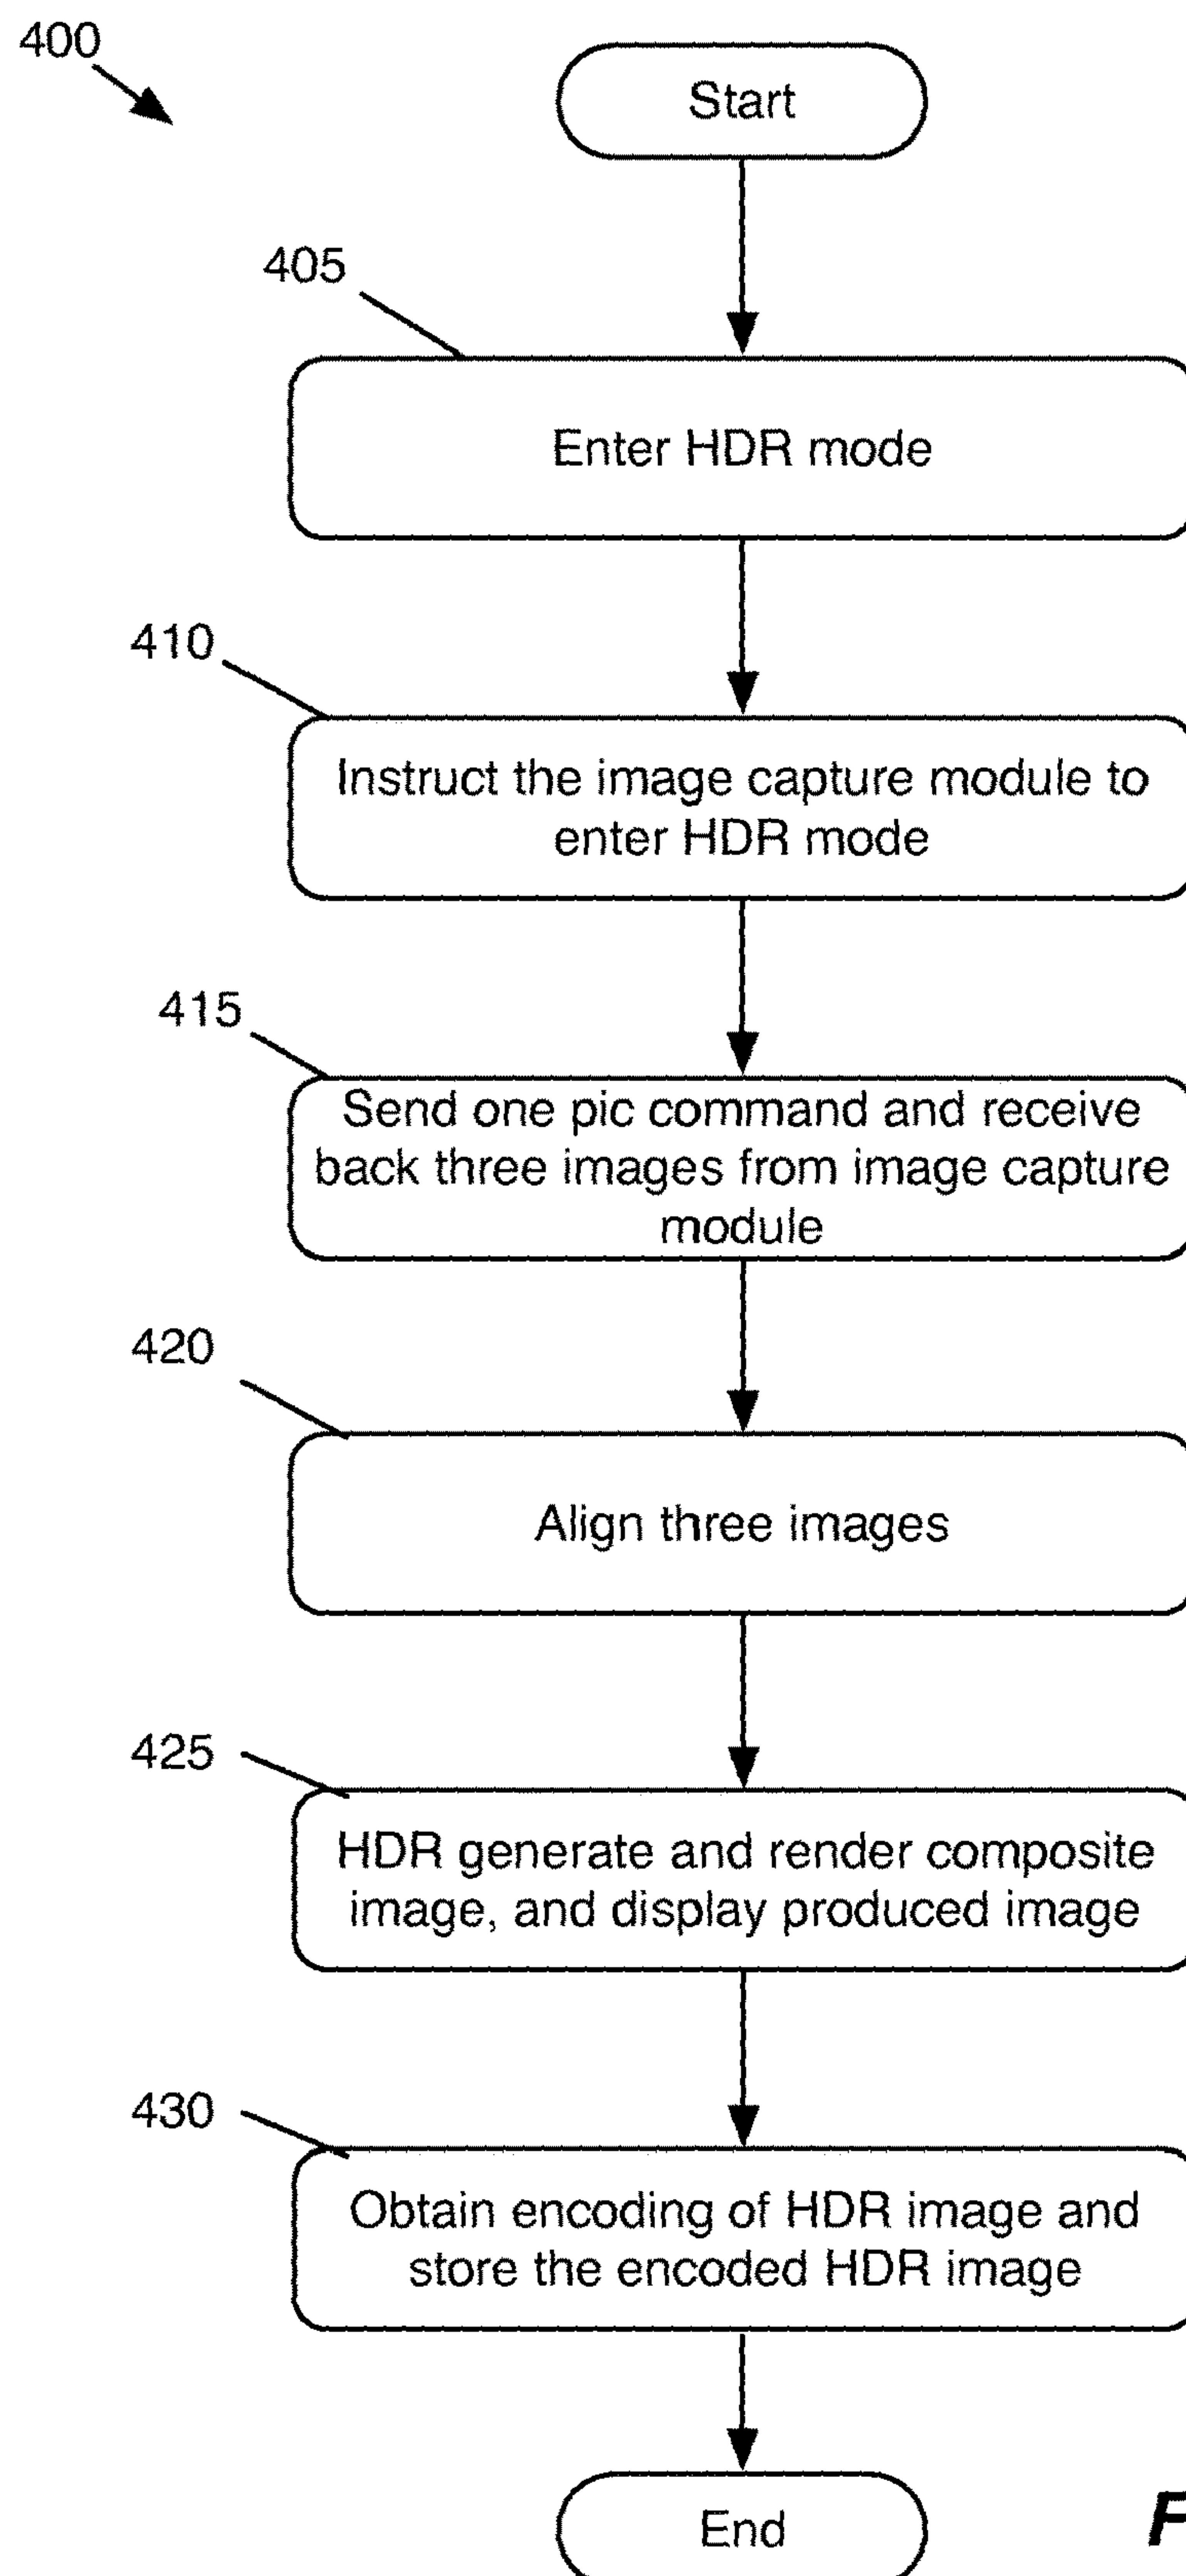 400
Start
405
Enter HDR mode
410
Instruct the image capture module to
enter HDR mode
415
Send one pic command and receive
back three images from image capture
module
420
Align three images
425
HDR generate and render composite
image, and display produced image
430
Obtain encoding of HDR image and
store the encoded HDR image
End